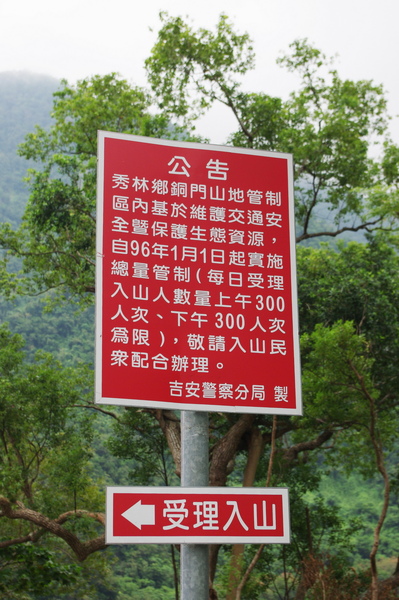 公告
秀林鄉銅門山地管制
區內基於維護交通安
全暨保護生態資源，
自96年1月1日起實施
總量管制(每日受理
入山人數量上午300
人次、下午300人次
為限)，敬請入山民
眾配合辦理。
吉安警察分局 製
受理入山